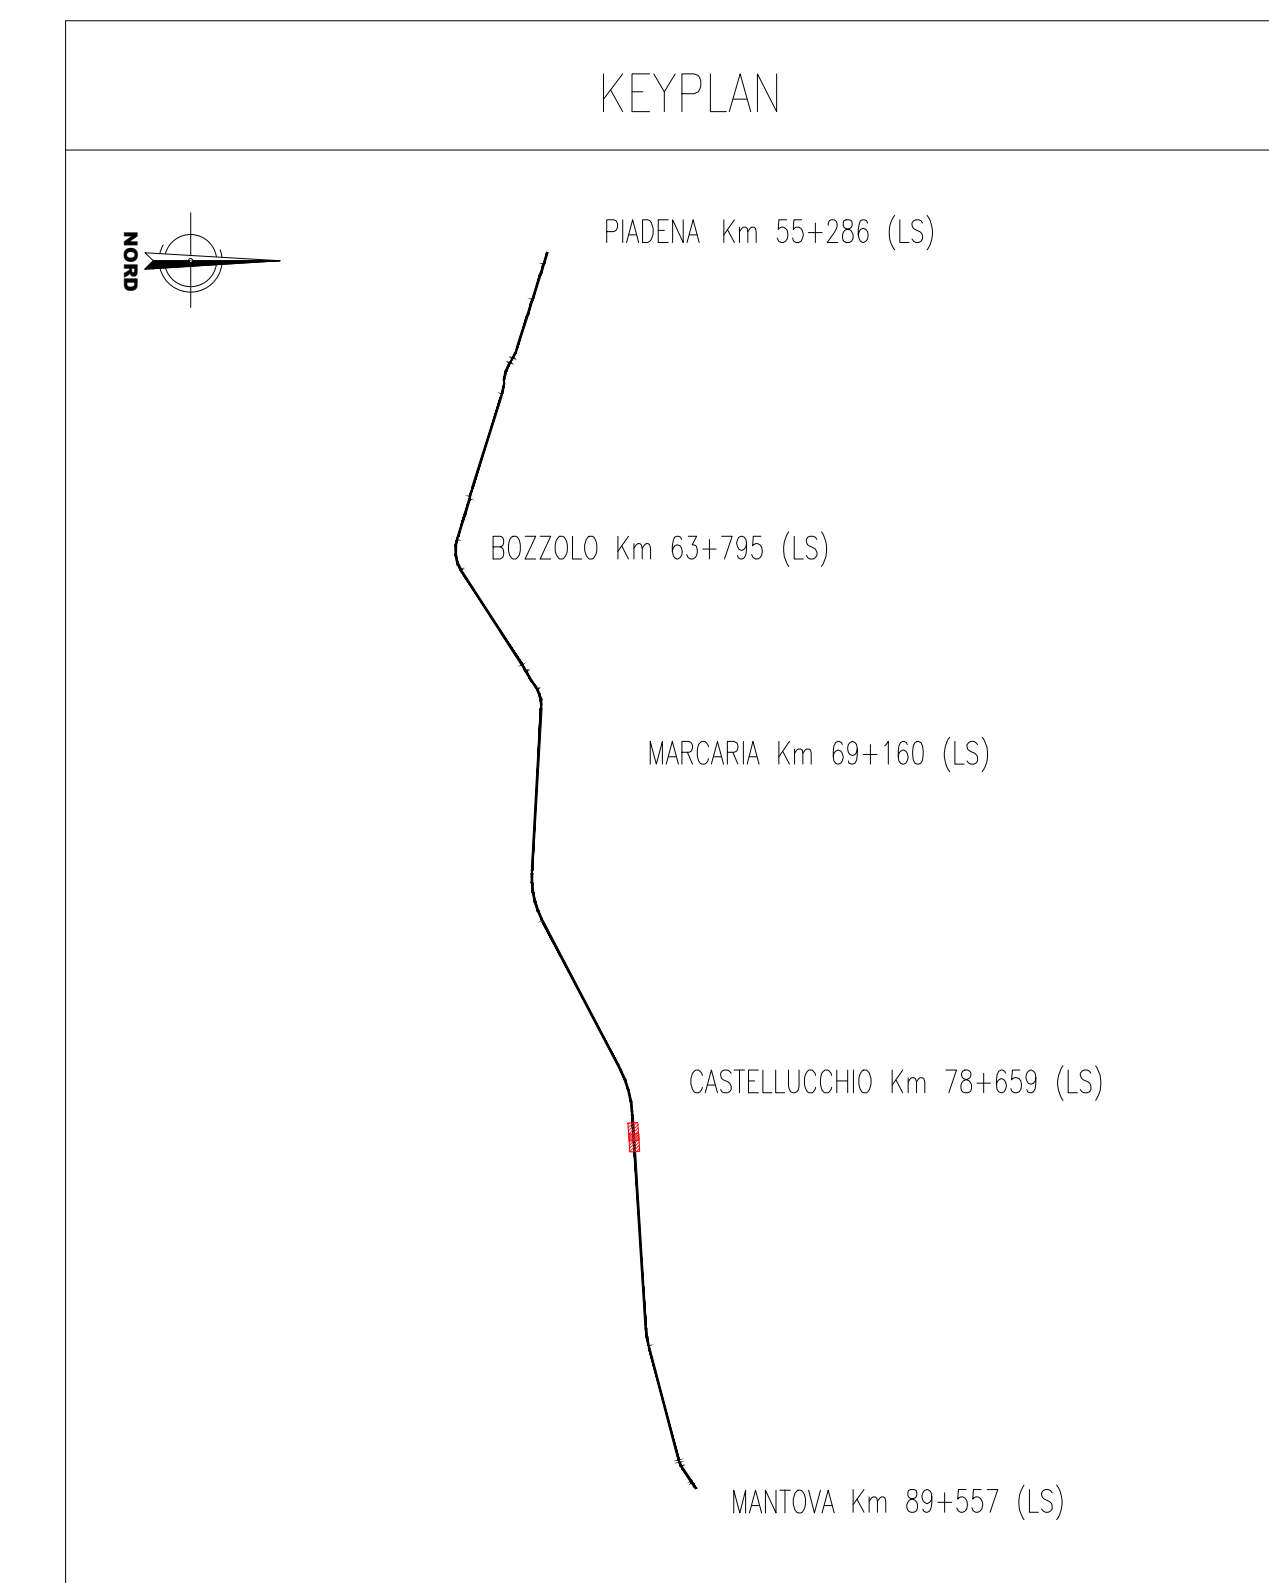 KEYPLAN
NORD
PIADENA Km 55+286 (LS)
BOZZOLO Km 63+795 (LS)
MARCARIA Km 69+160 (LS)
CASTELLUCCHIO Km 78+659 (LS)
MANTOVA Km 89+557 (LS)